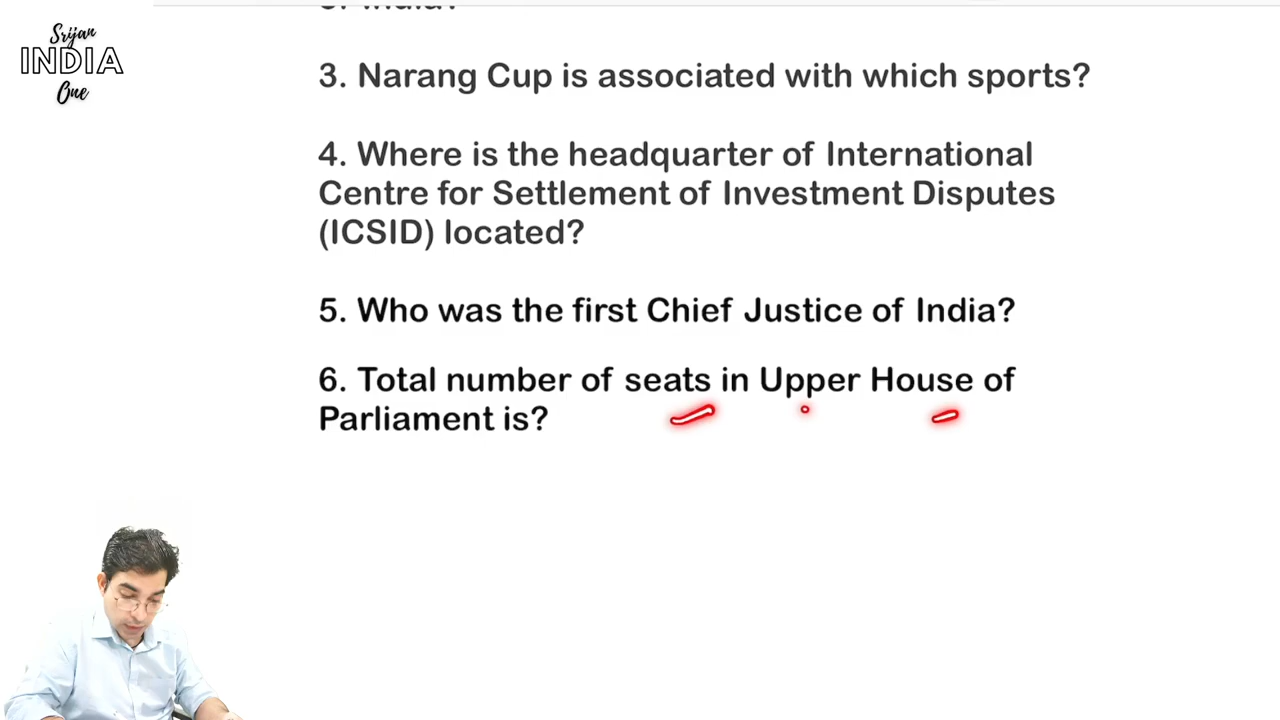 Srijan
INDIA
One
3. Narang Cup is associated with which sports?
4. Where is the headquarter of International
Centre for Settlement of Investment Disputes
(ICSID) located?
5. Who was the first Chief Justice of India?
6. Total number of seats in Upper House of
Parliament is?